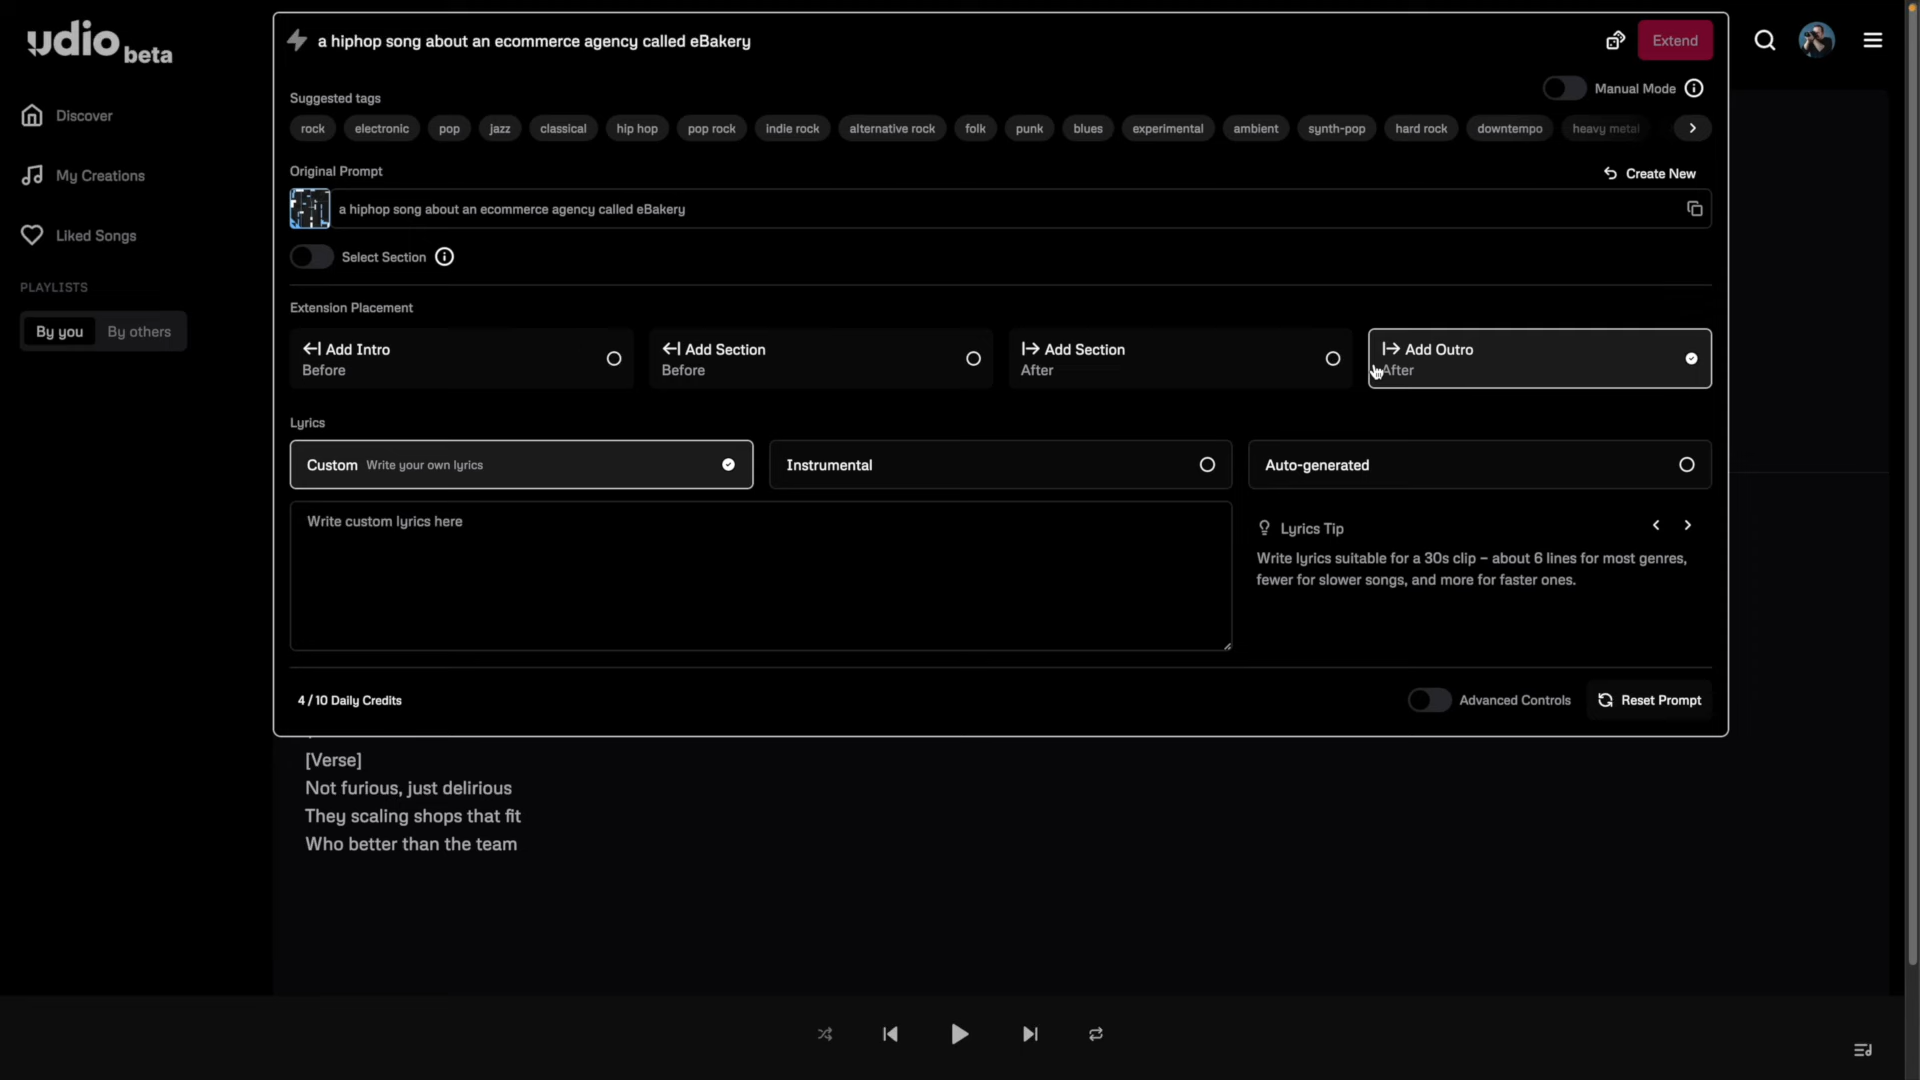 udio beta
a hiphop song about an ecommerce agency called eBakery
Extend
Discover
My Creations
Liked Songs
PLAYLISTS
By you By others
Suggested tags
Manual Mode
rock electronic pop jazz classical hip hop pop rock indie rock alternative rock folk punk blues experimental ambient synth-pop hard rock downtempo heavy metal
Original Prompt
Create New
a hiphop song about an ecommerce agency called eBakery
Select Section
Extension Placement
Add Intro
Before
Add Section
Before
Add Section
After
Add Outro
After
Lyrics
Custom Write your own lyrics
Instrumental
Auto-generated
Write custom lyrics here
Lyrics Tip
Write lyrics suitable for a 30s clip – about 6 lines for most genres,
fewer for slower songs, and more for faster ones.
4 / 10 Daily Credits
Advanced Controls
Reset Prompt
[Verse]
Not furious, just delirious
They scaling shops that fit
Who better than the team